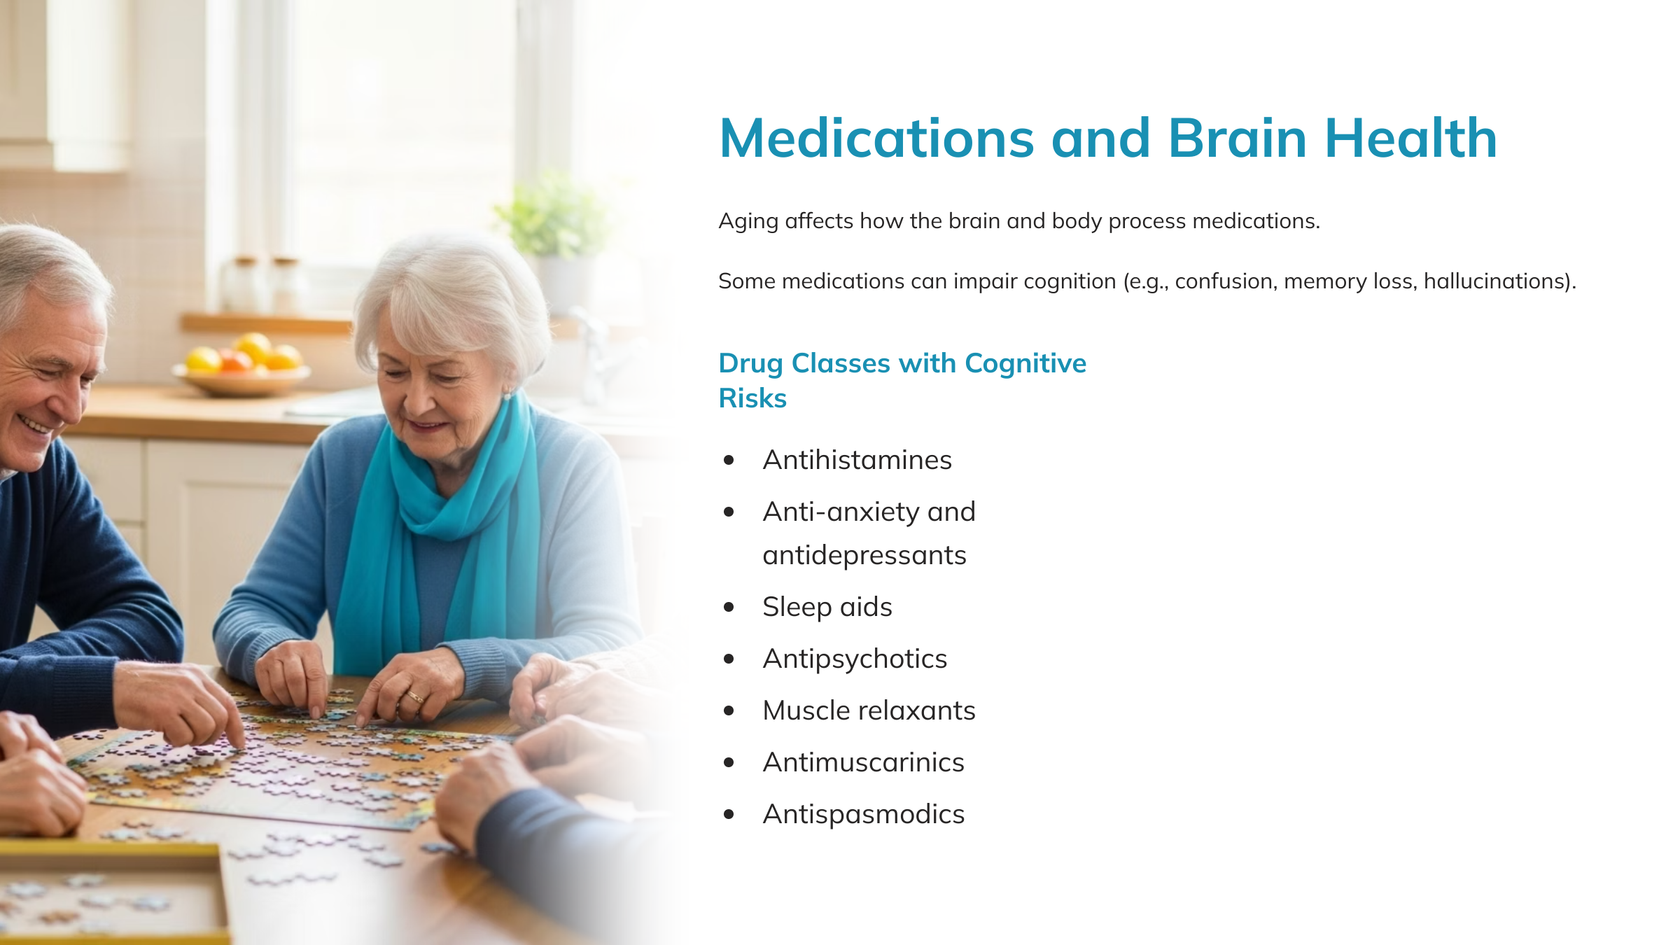 Medications and Brain Health
Aging affects how the brain and body process medications.
Some medications can impair cognition (e.g., confusion, memory loss, hallucinations).
Drug Classes with Cognitive
Risks
• Antihistamines
• Anti-anxiety and
antidepressants
• Sleep aids
• Antipsychotics
• Muscle relaxants
• Antimuscarinics
• Antispasmodics